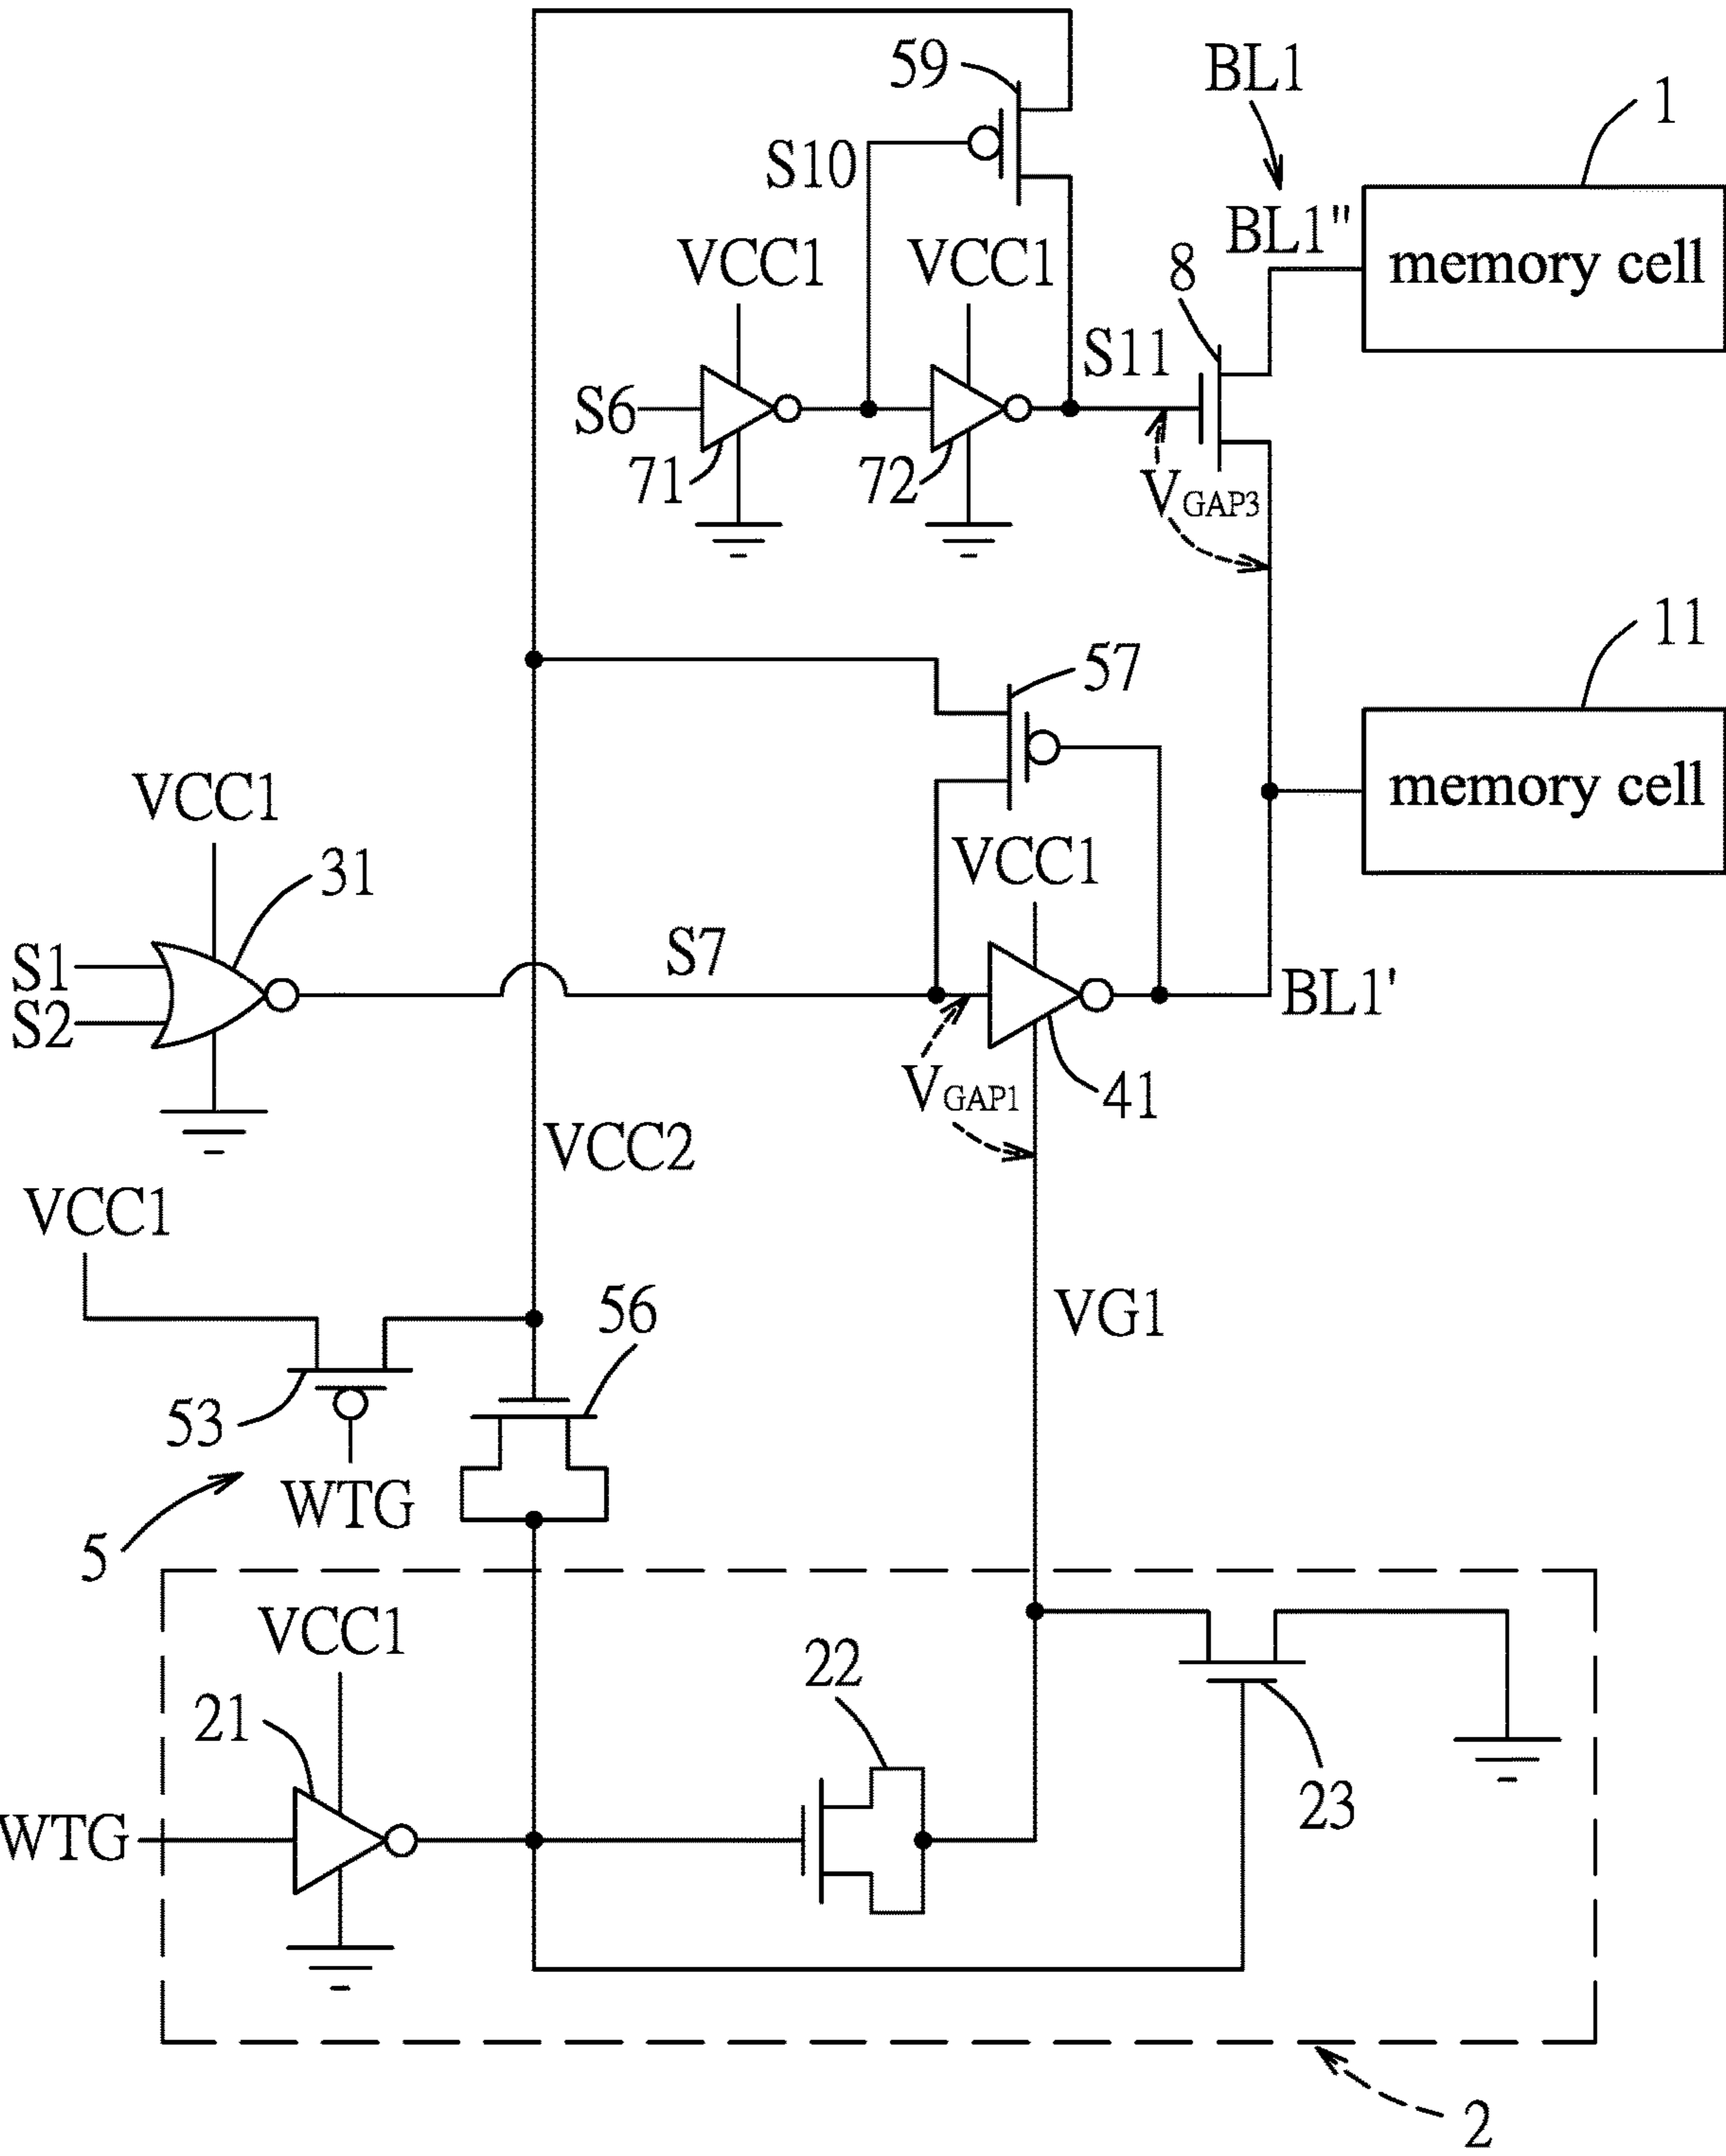 59
BL1
1
S10
BL1"
memory cell
VCC1
VCC1
8
S11
S6
71
72
VGAP3
11
57
memory cell
VCC1
VCC1
31
S7
S1
BL1'
S2
VGAP1
41
VCC2
VCC1
56
VG1
53
WTG
5
VCC1
22
21
23
WTG
2